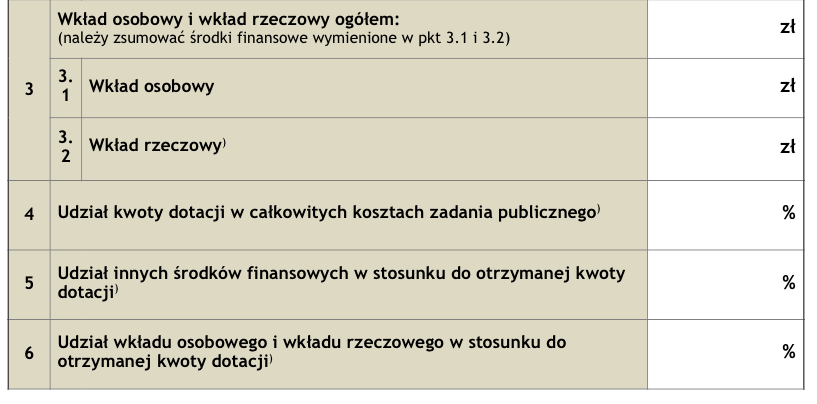 Wkład osobowy i wkład rzeczowy ogółem:
(należy zsumować środki finansowe wymienione w pkt 3.1 i 3.2)
zł
3
3.
1
Wkład osobowy
zł
3.
2
Wkład rzeczowy)
zł
4
Udział kwoty dotacji w całkowitych kosztach zadania publicznego)
%
5
Udział innych środków finansowych w stosunku do otrzymanej kwoty
dotacji)
%
6
Udział wkładu osobowego i wkładu rzeczowego w stosunku do
otrzymanej kwoty dotacji)
%